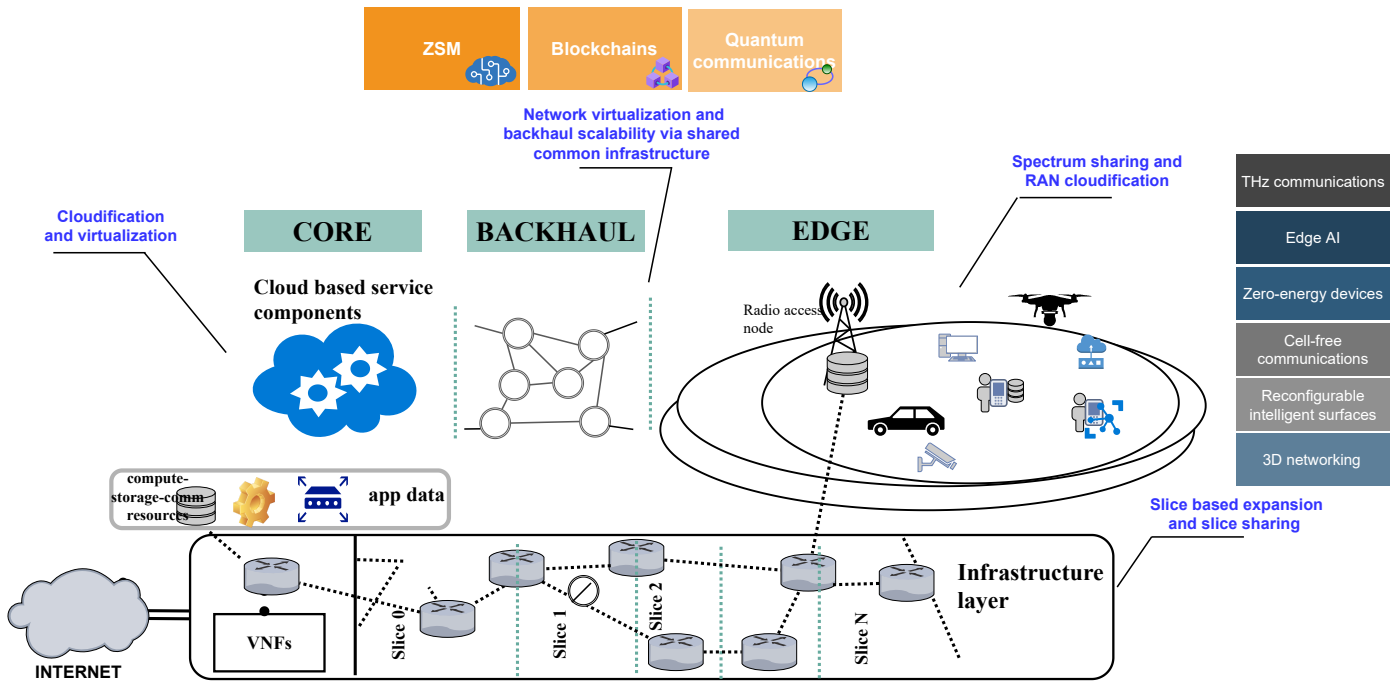 ZSM
Blockchains
Quantum
communications
Network virtualization and
backhaul scalability via shared
common infrastructure
Spectrum sharing and
RAN cloudification
THz communications
Edge AI
Zero-energy devices
Cell-free
communications
Reconfigurable
intelligent surfaces
3D networking
Cloudification
and virtualization
CORE
BACKHAUL
EDGE
Cloud based service
components
Radio access
node
compute-
storage-comm
resources
app data
Slice based expansion
and slice sharing
Infrastructure
layer
Slice 0
Slice 1
Slice 2
Slice N
VNFs
INTERNET